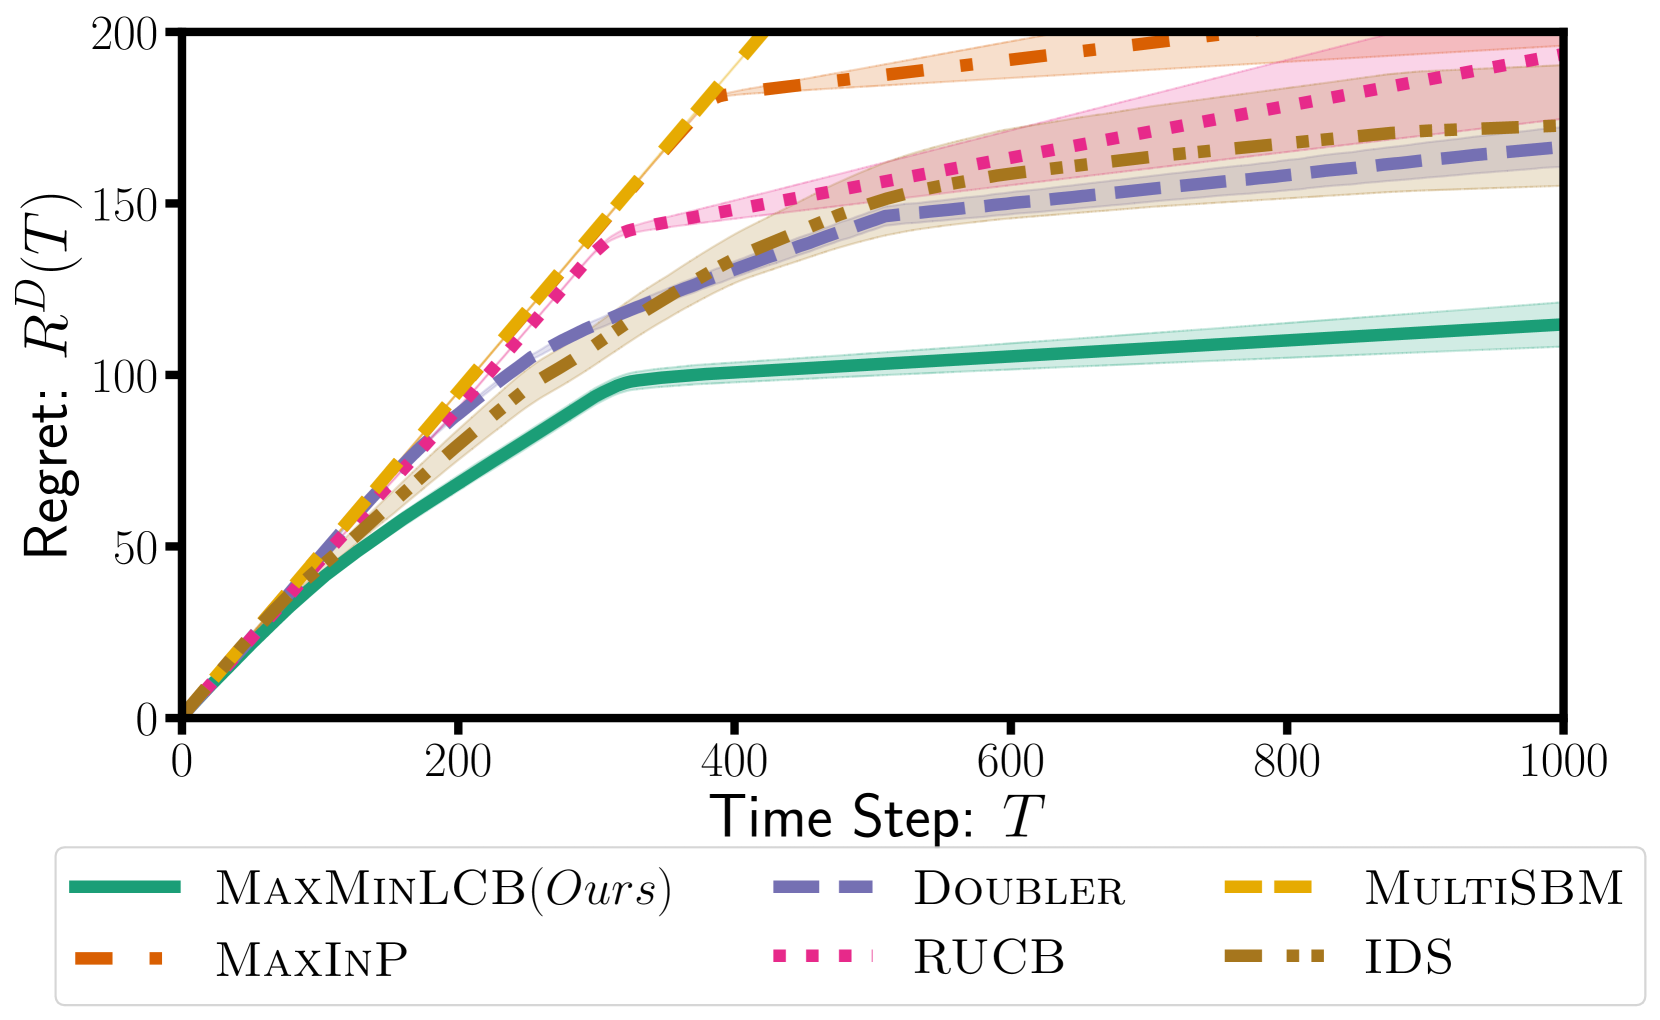 200
150
100
50
0
Regret: R^D(T)
0 200 400 600 800 1000
Time Step: T
MAXMINLCB(Ours) DOUBLER MULTISBM
MAXINP RUCB IDS